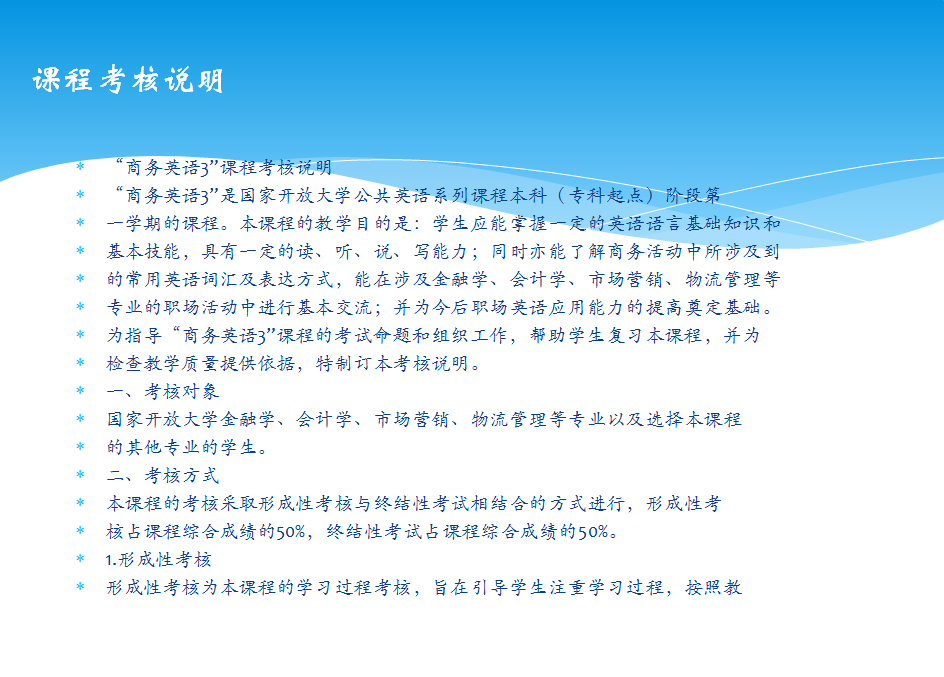 课程考核说明
* “商务英语3”课程考核说明
* “商务英语3”是国家开放大学公共英语系列课程本科（专科起点）阶段第
* 一学期的课程。本课程的教学目的是：学生应能掌握一定的英语语言基础知识和
* 基本技能，具有一定的读、听、说、写能力；同时亦能了解商务活动中所涉及到
* 的常用英语词汇及表达方式，能在涉及金融学、会计学、市场营销、物流管理等
* 专业的职场活动中进行基本交流；并为今后职场英语应用能力的提高奠定基础。
* 为指导“商务英语3”课程的考试命题和组织工作，帮助学生复习本课程，并为
* 检查教学质量提供依据，特制订本考核说明。
* 一、考核对象
* 国家开放大学金融学、会计学、市场营销、物流管理等专业以及选择本课程
* 的其他专业的学生。
* 二、考核方式
* 本课程的考核采取形成性考核与终结性考试相结合的方式进行，形成性考
* 核占课程综合成绩的50%，终结性考试占课程综合成绩的50%。
* 1.形成性考核
* 形成性考核为本课程的学习过程考核，旨在引导学生注重学习过程，按照教